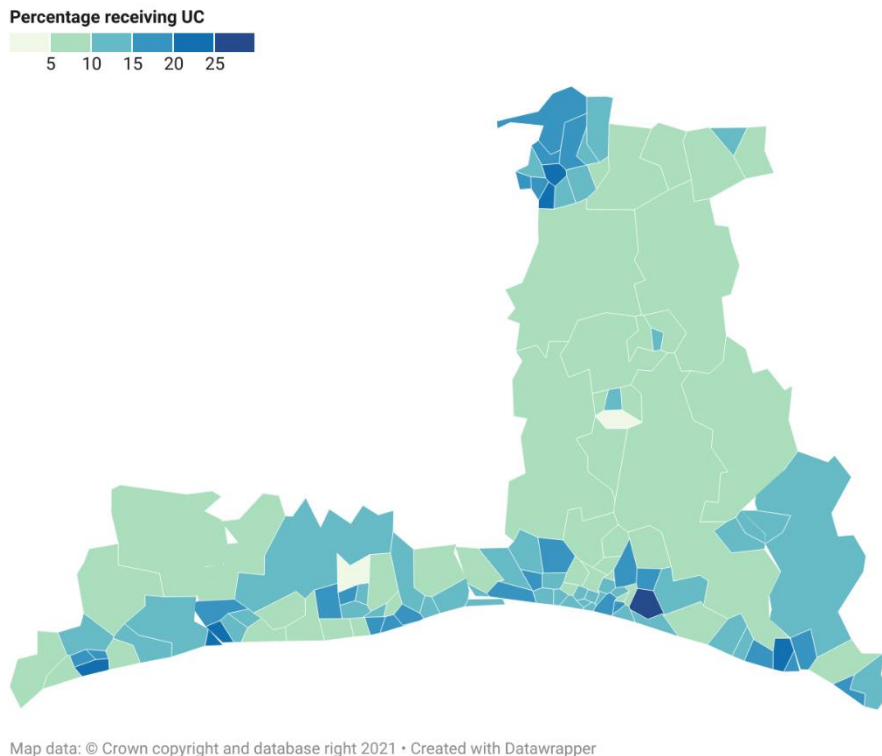 Percentage receiving UC
5 10 15 20 25
Map data: © Crown copyright and database right 2021 • Created with Datawrapper